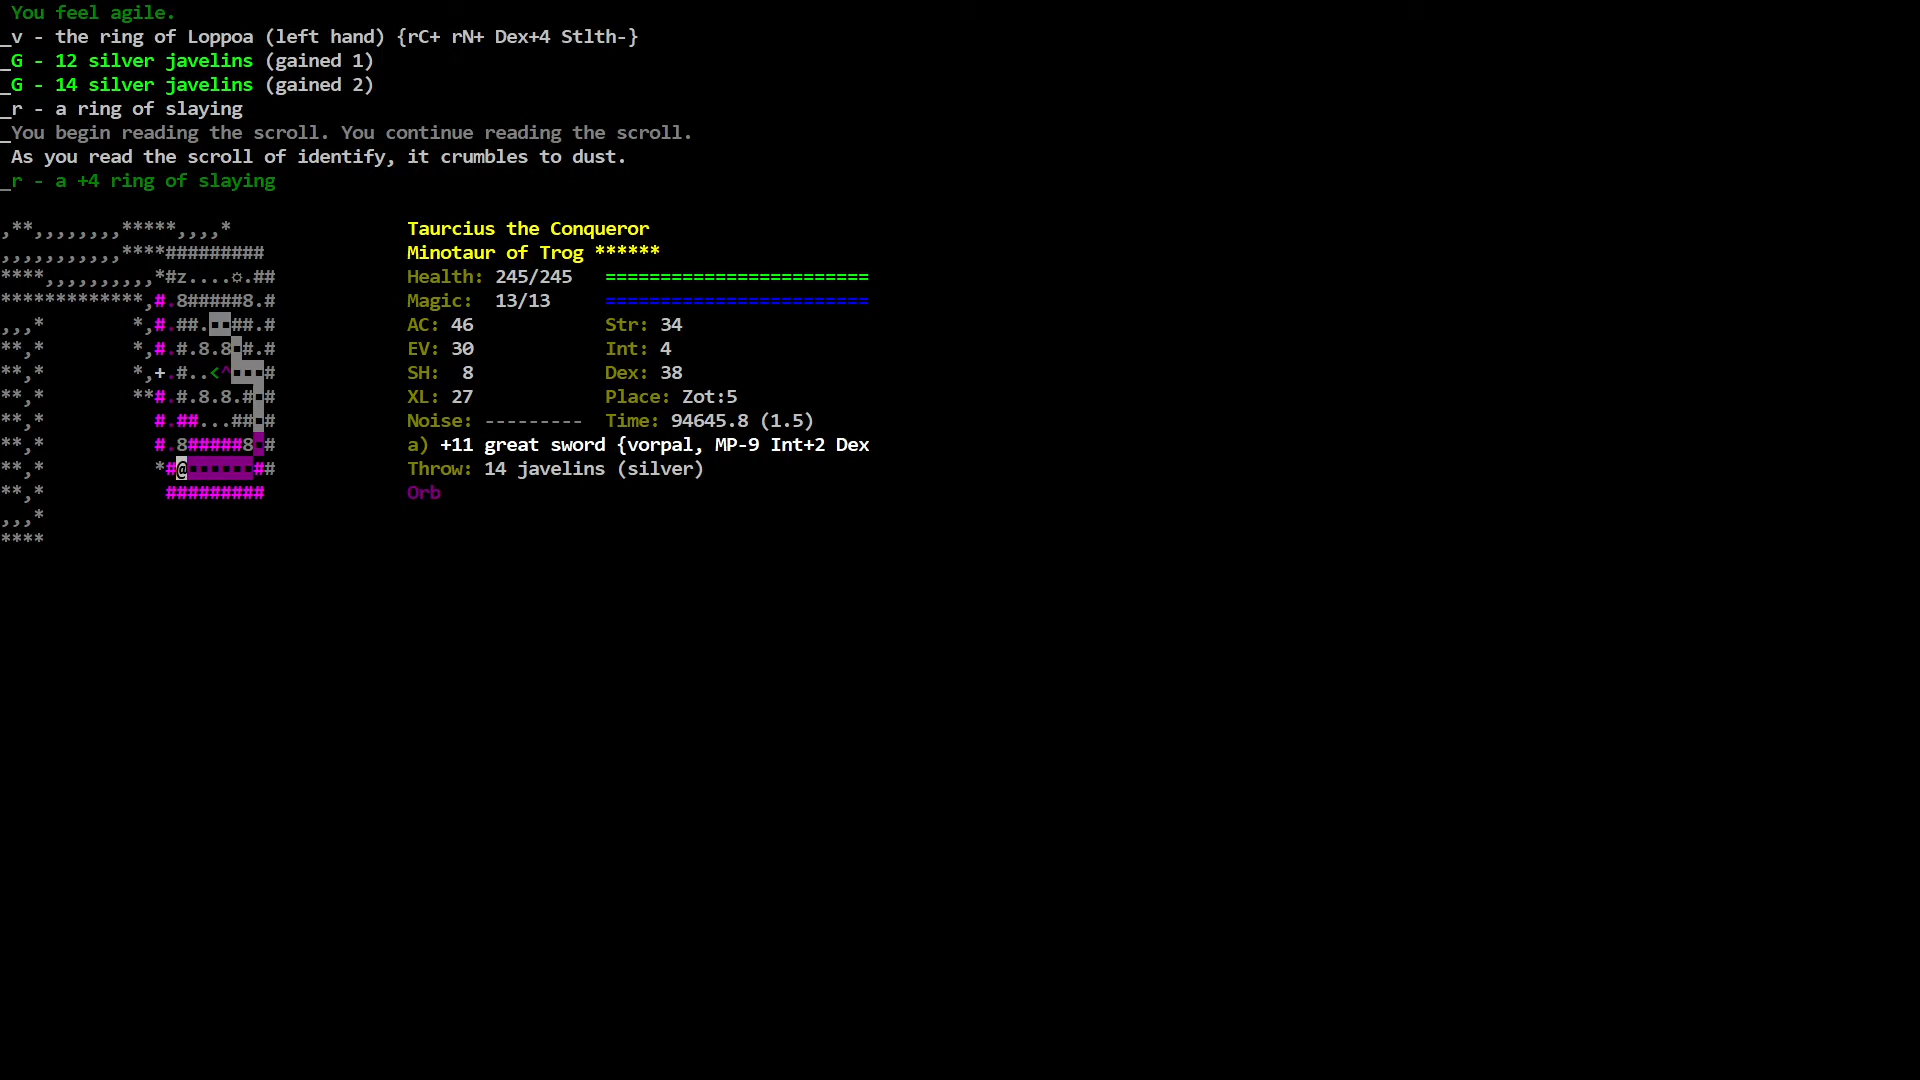 You feel agile.
_v - the ring of Loppoa (left hand) {rC+ rN+ Dex+4 Stlth-}
_G - 12 silver javelins (gained 1)
_G - 14 silver javelins (gained 2)
_r - a ring of slaying
_You begin reading the scroll. You continue reading the scroll.
As you read the scroll of identify, it crumbles to dust.
_r - a +4 ring of slaying
Taurcius the Conqueror
Minotaur of Trog ******
Health: 245/245 ========================
Magic: 13/13 ========================
AC: 46 Str: 34
EV: 30 Int: 4
SH: 8 Dex: 38
XL: 27 Place: Zot:5
Noise: --------- Time: 94645.8 (1.5)
a) +11 great sword {vorpal, MP-9 Int+2 Dex
Throw: 14 javelins (silver)
Orb